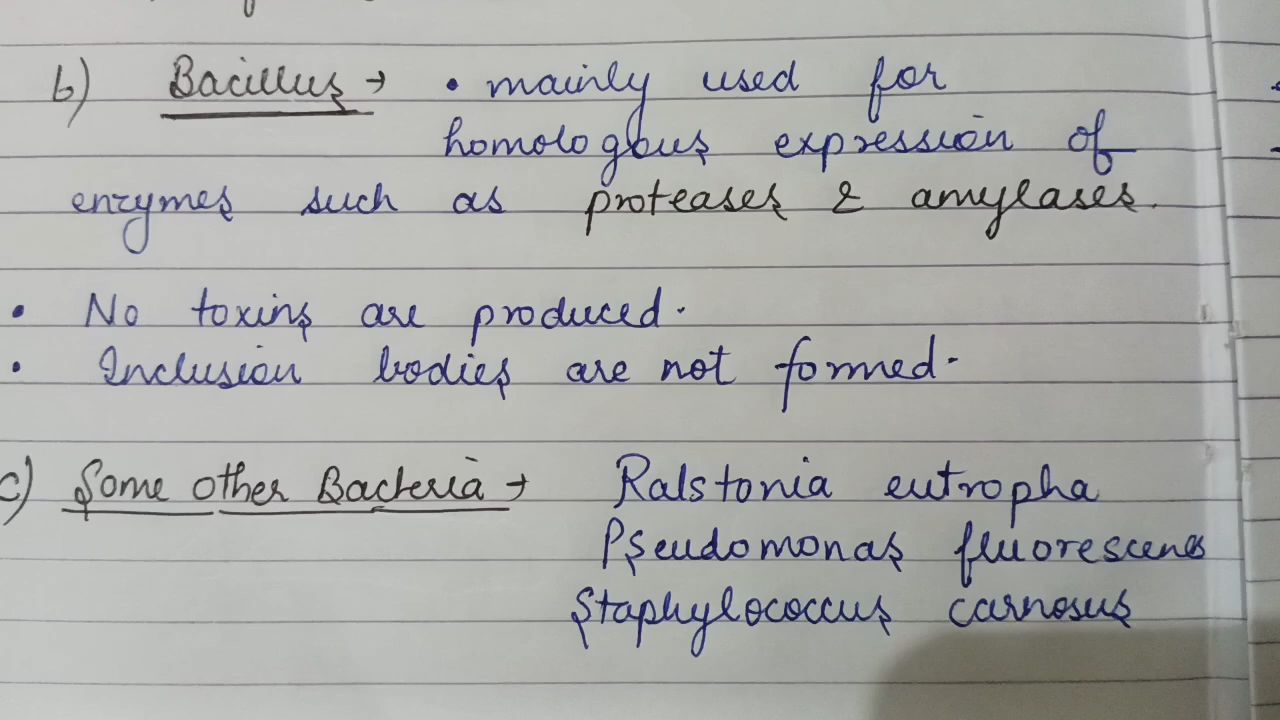 b) Bacillus → • mainly used for
homologous expression of
enzymes such as proteases & amylases.
• No toxins are produced.
• Inclusion bodies are not formed.
c) Some other Bacteria → Ralstonia eutropha
Pseudomonas fluorescens
Staphylococcus carnosus